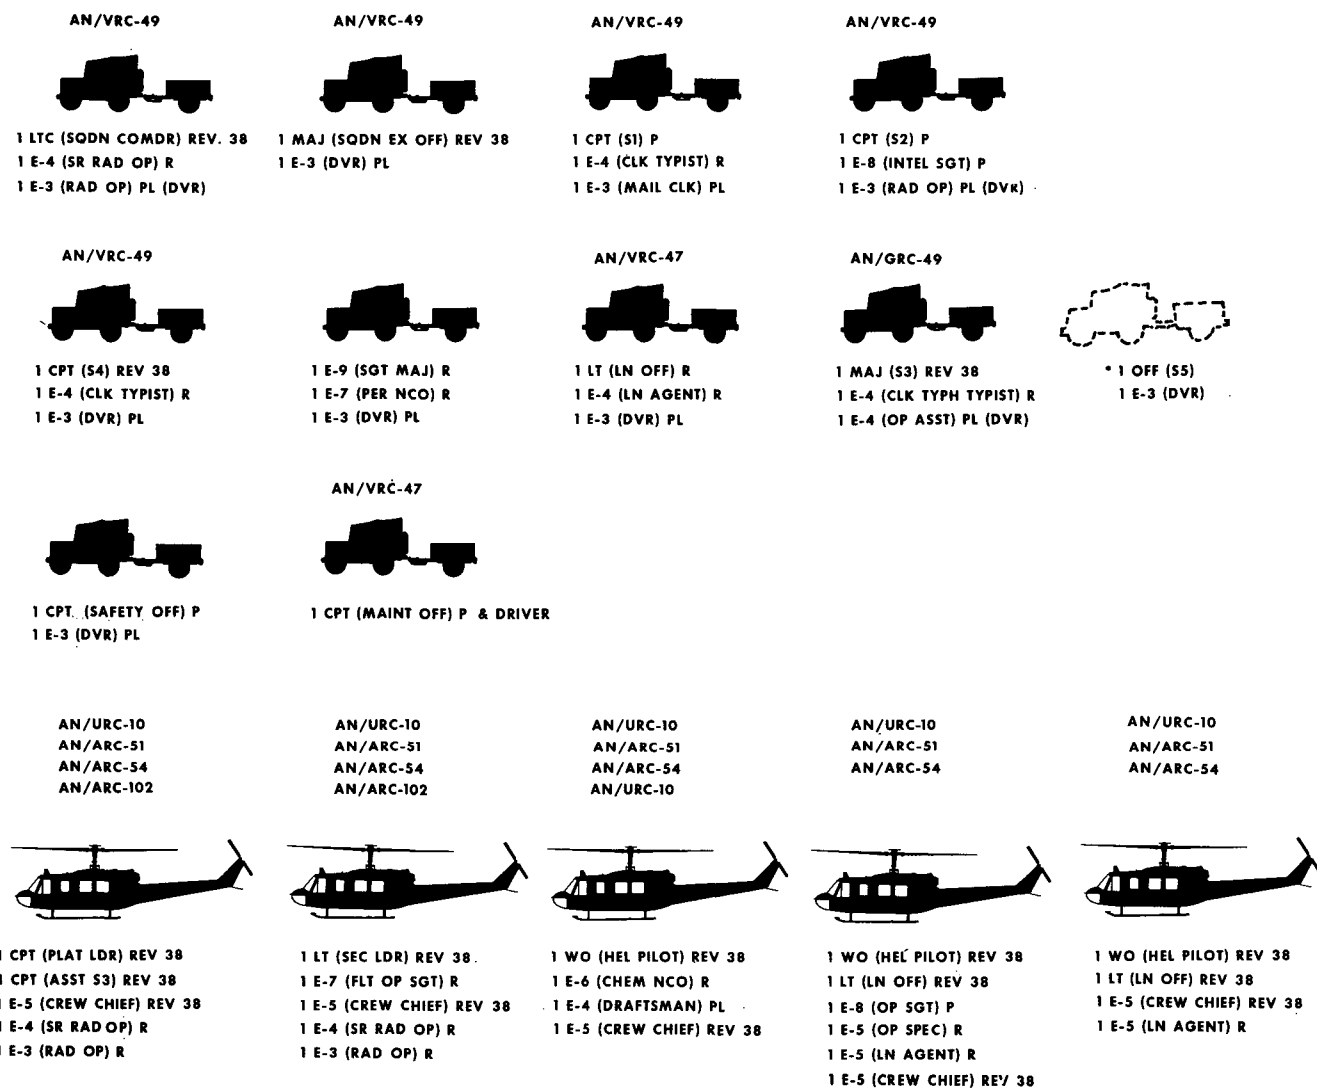 AN/VRC-49
1 LTC (SQDN COMDR) REV. 38
1 E-4 (SR RAD OP) R
1 E-3 (RAD OP) PL (DVR)
AN/VRC-49
1 MAJ (SQDN EX OFF) REV 38
1 E-3 (DVR) PL
AN/VRC-49
1 CPT (S1) P
1 E-4 (CLK TYPIST) R
1 E-3 (MAIL CLK) PL
AN/VRC-49
1 CPT (S2) P
1 E-8 (INTEL SGT) P
1 E-3 (RAD OP) PL (DVR)
AN/VRC-49
1 CPT (S4) REV 38
1 E-4 (CLK TYPIST) R
1 E-3 (DVR) PL
1 E-9 (SGT MAJ) R
1 E-7 (PER NCO) R
1 E-3 (DVR) PL
AN/VRC-47
1 LT (LN OFF) R
1 E-4 (LN AGENT) R
1 E-3 (DVR) PL
AN/GRC-49
1 MAJ (S3) REV 38
1 E-4 (CLK TYPH TYPIST) R
1 E-4 (OP ASST) PL (DVR)
* 1 OFF (S5)
1 E-3 (DVR)
1 CPT. (SAFETY OFF) P
1 E-3 (DVR) PL
AN/VRC-47
1 CPT (MAINT OFF) P & DRIVER
AN/URC-10
AN/ARC-51
AN/ARC-54
AN/ARC-102
1 CPT (PLAT LDR) REV 38
1 CPT (ASST S3) REV 38
1 E-5 (CREW CHIEF) REV 38
1 E-4 (SR RAD OP) R
1 E-3 (RAD OP) R
AN/URC-10
AN/ARC-51
AN/ARC-54
AN/ARC-102
1 LT (SEC LDR) REV 38
1 E-7 (FLT OP SGT) R
1 E-5 (CREW CHIEF) REV 38
1 E-4 (SR RAD OP) R
1 E-3 (RAD OP) R
AN/URC-10
AN/ARC-51
AN/ARC-54
AN/URC-10
1 WO (HEL PILOT) REV 38
1 E-6 (CHEM NCO) R
1 E-4 (DRAFTSMAN) PL
1 E-5 (CREW CHIEF) REV 38
AN/URC-10
AN/ARC-51
AN/ARC-54
1 WO (HEL PILOT) REV 38
1 LT (LN OFF) REV 38
1 E-8 (OP SGT) P
1 E-5 (OP SPEC) R
1 E-5 (LN AGENT) R
1 E-5 (CREW CHIEF) REV 38
AN/URC-10
AN/ARC-51
AN/ARC-54
1 WO (HEL PILOT) REV 38
1 LT (LN OFF) REV 38
1 E-5 (CREW CHIEF) REV 38
1 E-5 (LN AGENT) R